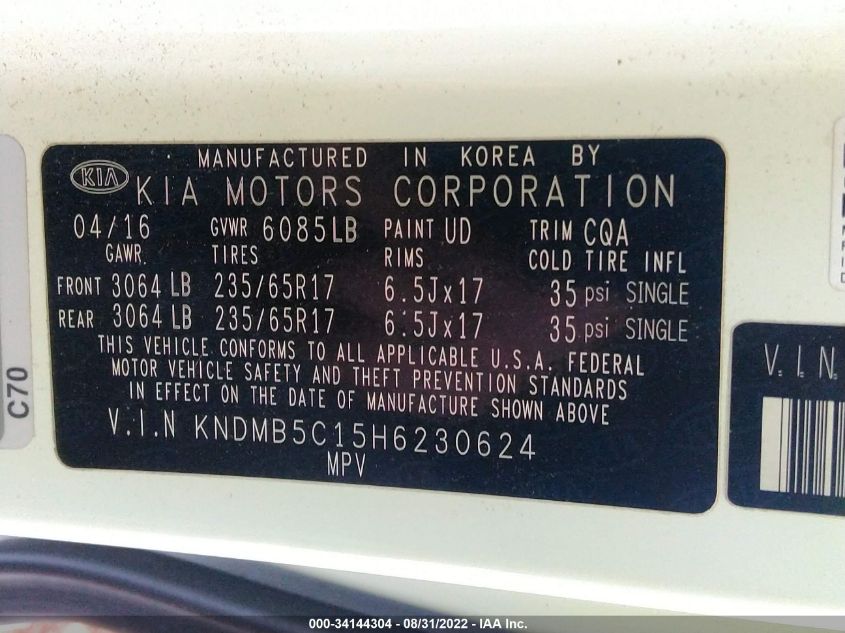 MANUFACTURED IN KOREA BY
KIA KIA MOTORS CORPORATION
04/16 GVWR 6085LB PAINT UD TRIM CQA
GAWR. TIRES RIMS COLD TIRE INFL
FRONT 3064 LB 235/65R17 6.5Jx17 35 psi SINGLE
REAR 3064 LB 235/65R17 6.5Jx17 35 psi SINGLE
THIS VEHICLE CONFORMS TO ALL APPLICABLE U.S.A. FEDERAL
MOTOR VEHICLE SAFETY AND THEFT PREVENTION STANDARDS
IN EFFECT ON THE DATE OF MANUFACTURE SHOWN ABOVE
V.I.N KNDMB5C15H6230624
MPV
C70
V.I.N
000-34144304 - 08/31/2022 - IAA Inc.